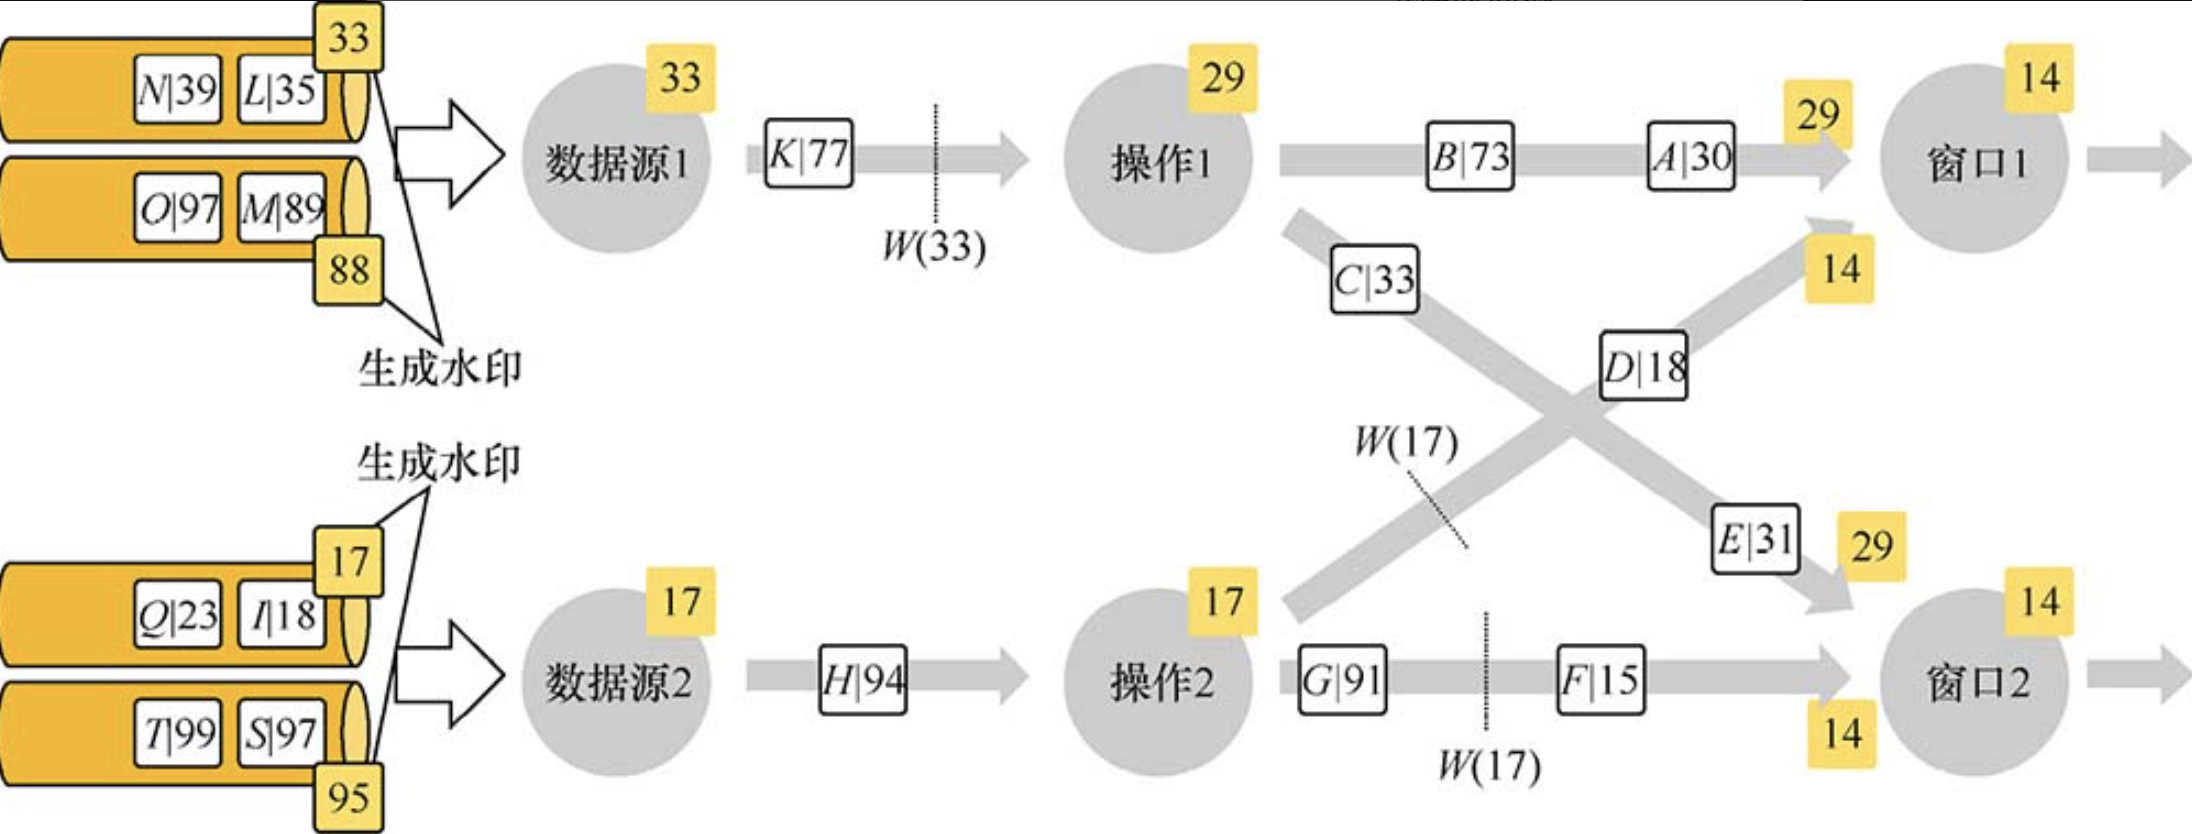 33
N|39 L|35
O|97 M|89
88
生成水印
数据源1
33
K|77
W(33)
操作1
29
B|73
A|30
29
窗口1
14
C|33
14
D|18
生成水印
17
Q|23 I|18
T|99 S|97
95
数据源2
17
H|94
操作2
17
W(17)
E|31
29
G|91
F|15
W(17)
14
窗口2
14